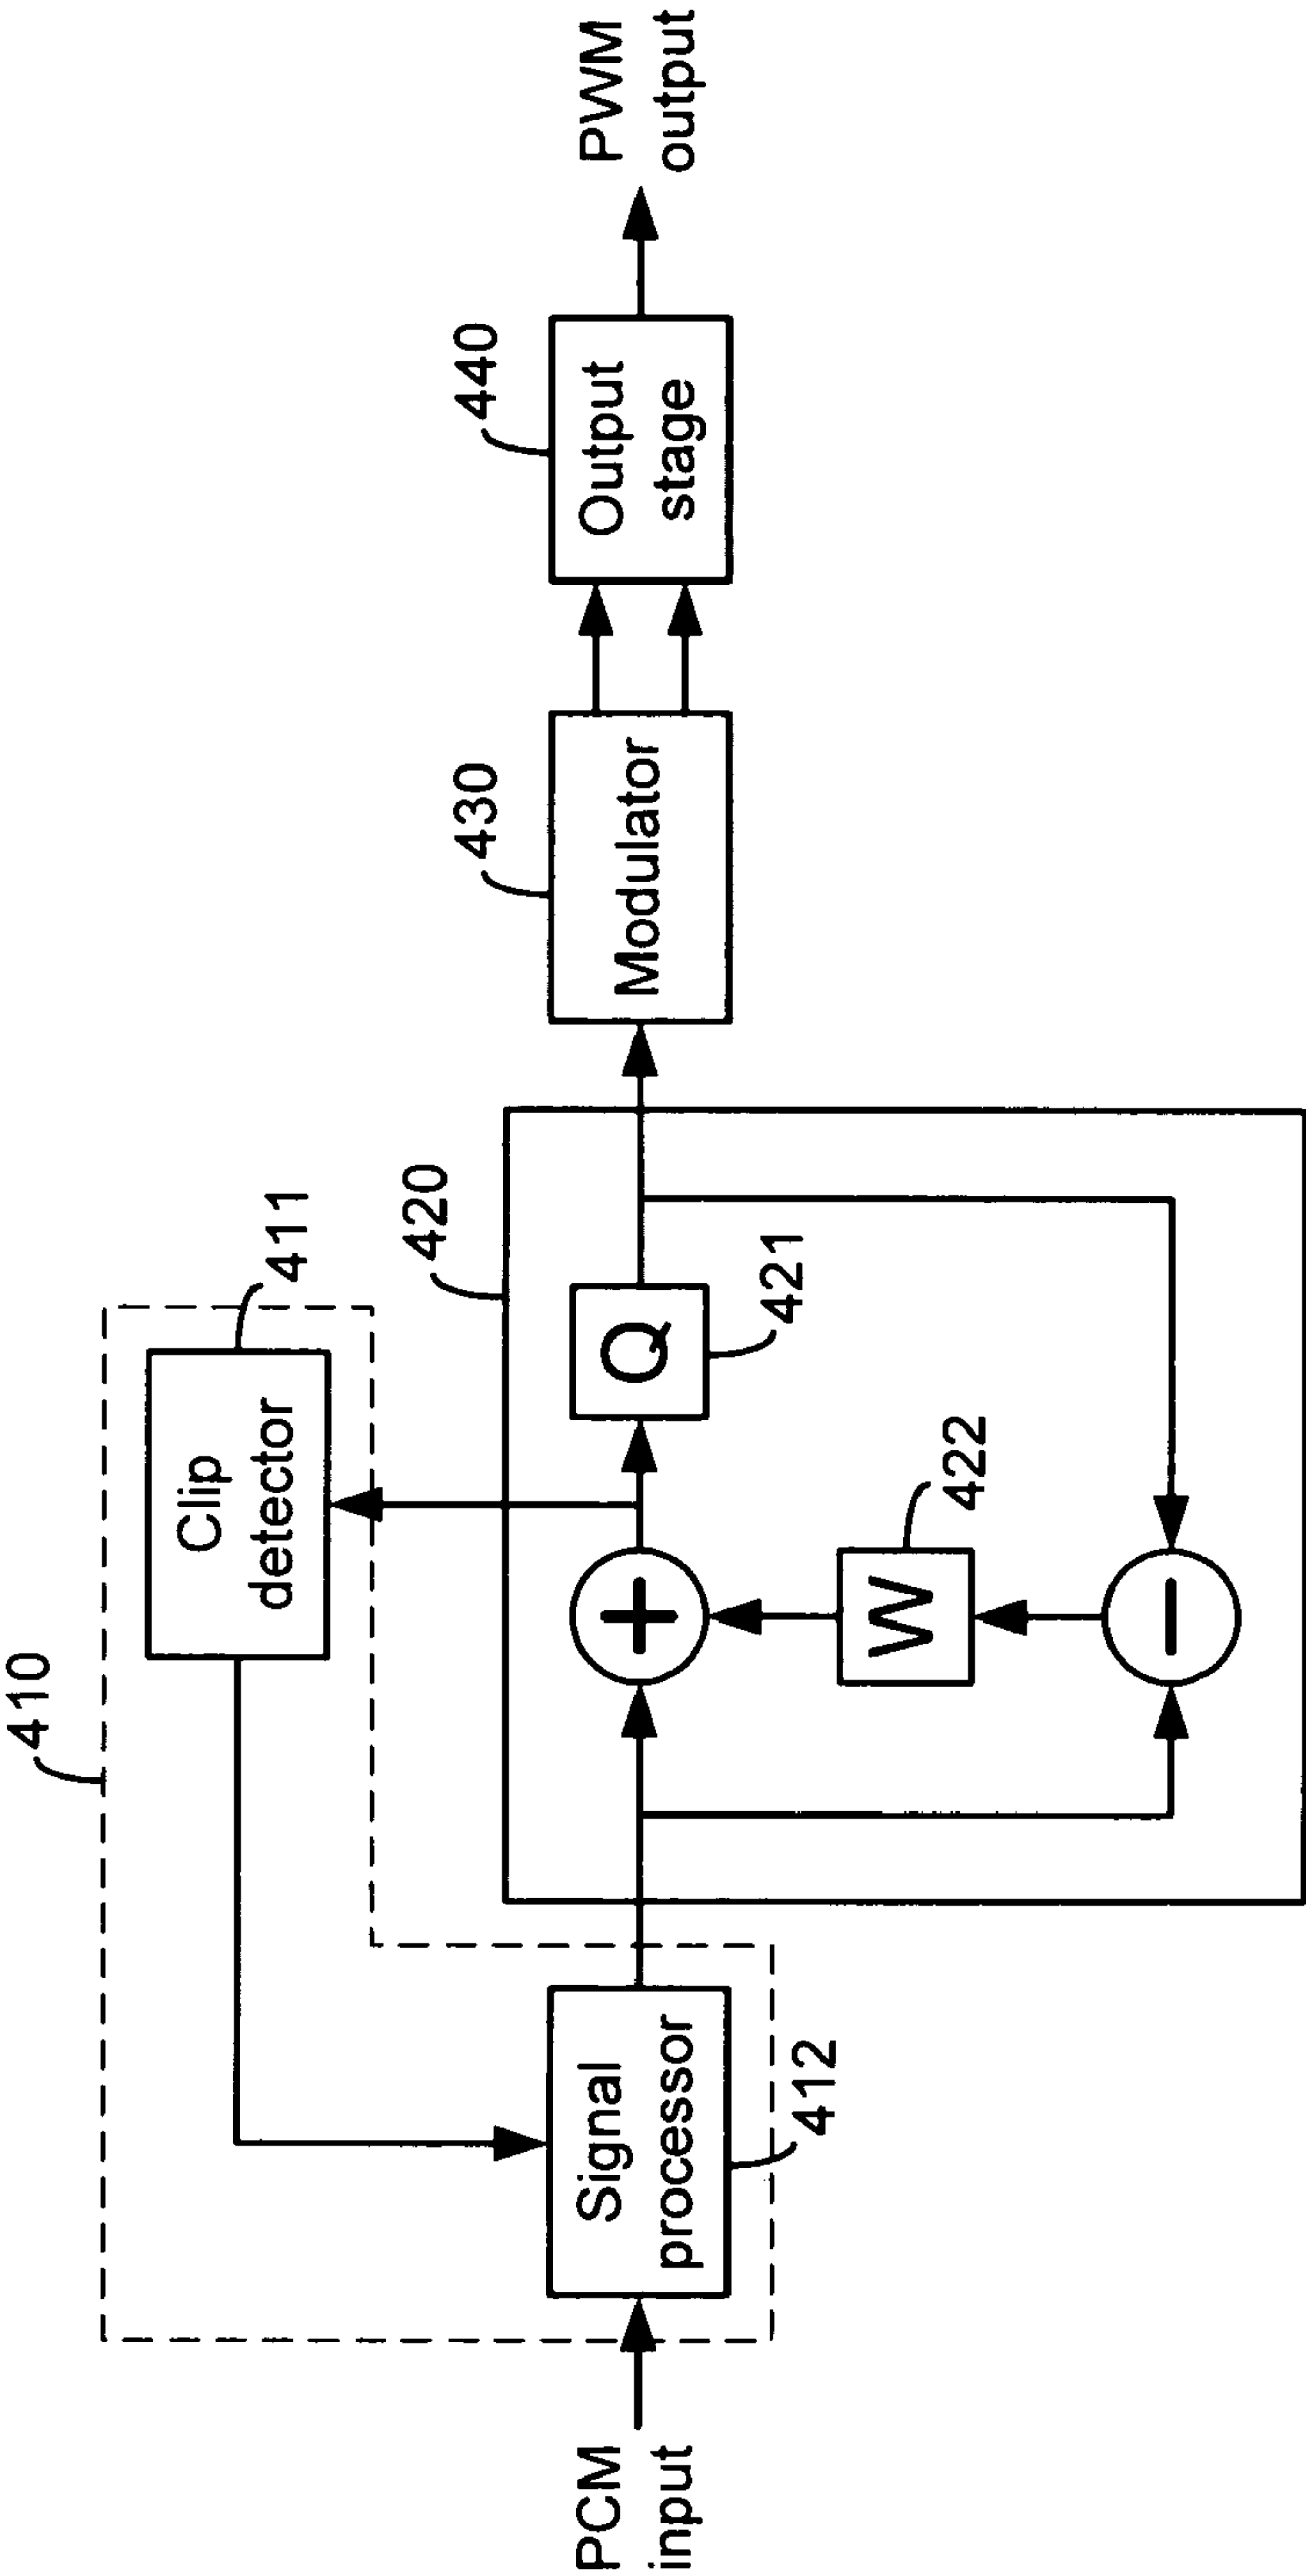 410
Clip
detector
411
420
430
440
PCM
input
Signal
processor
412
+
Q
421
W
422
−
Modulator
Output
stage
PWM
output